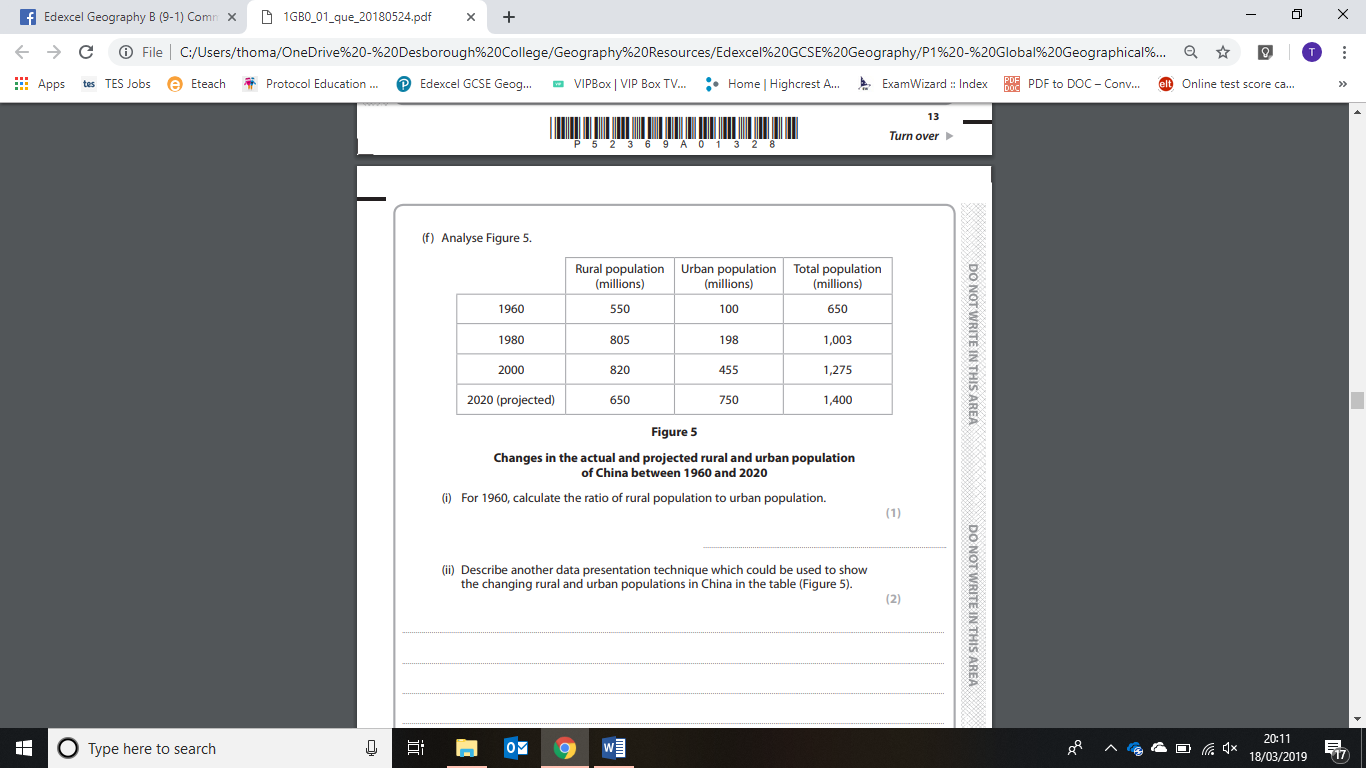 Edexcel Geography B (9-1) Comm
1GB0_01_que_20180524.pdf
File | C:/Users/thoma/OneDrive%20-%20Desborough%20College/Geography%20Resources/Edexcel%20GCSE%20Geography/P1%20-%20Global%20Geographical%...
T
Apps tes TES Jobs Eteach Protocol Education ... Edexcel GCSE Geog... VIPBox | VIP Box TV... Home | Highcrest A... ExamWizard :: Index PDF DOC PDF to DOC – Conv... elt Online test score ca... »
13
P 5 2 3 6 9 A 0 1 3 2 8
Turn over
(f) Analyse Figure 5.
Rural population (millions) Urban population (millions) Total population (millions)
1960 550 100 650
1980 805 198 1,003
2000 820 455 1,275
2020 (projected) 650 750 1,400
Figure 5
Changes in the actual and projected rural and urban population
of China between 1960 and 2020
(i) For 1960, calculate the ratio of rural population to urban population.
(1)
(ii) Describe another data presentation technique which could be used to show
the changing rural and urban populations in China in the table (Figure 5).
(2)
DO NOT WRITE IN THIS AREA
DO NOT WRITE IN THIS AREA
Type here to search
20:11
18/03/2019
17